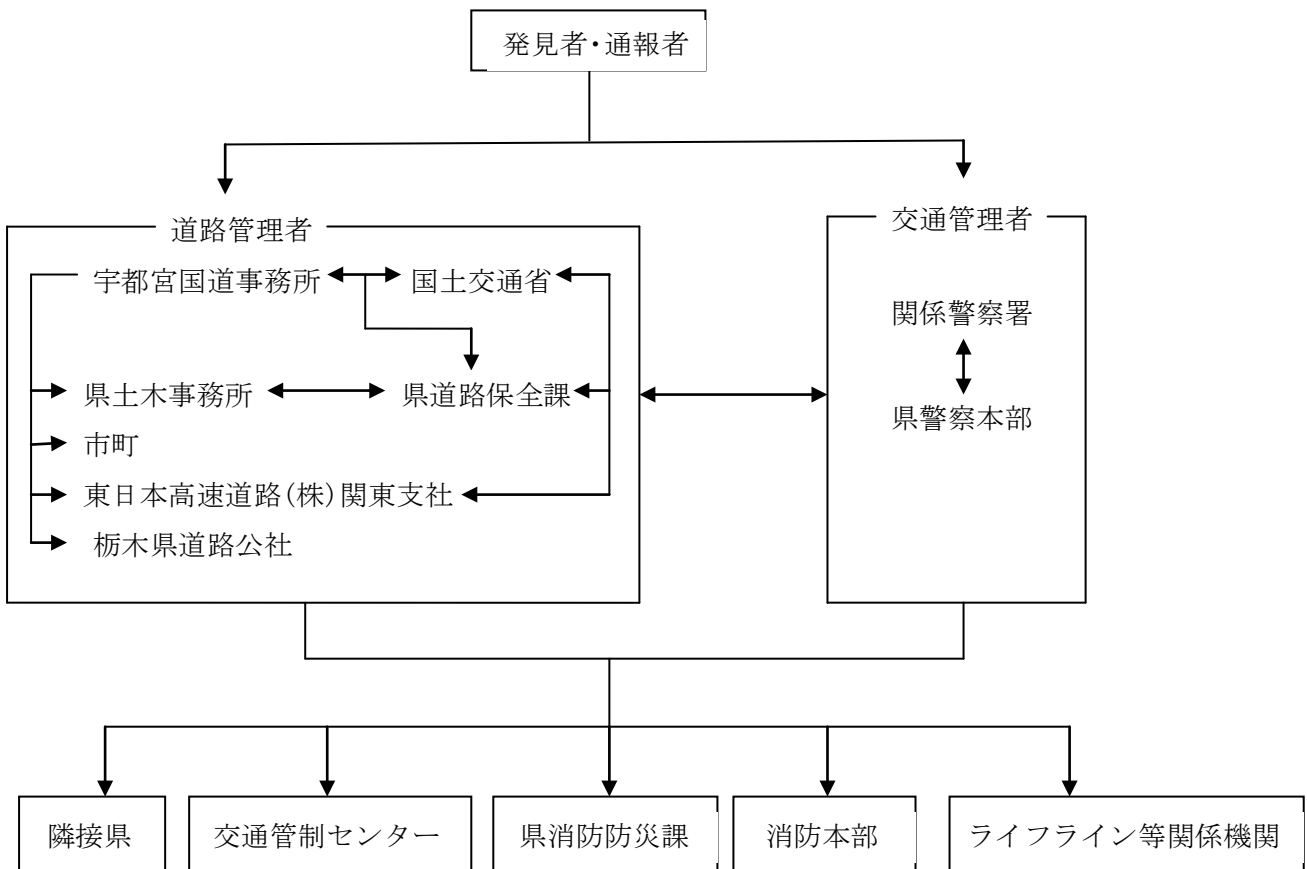 発見者・通報者
道路管理者
交通管理者
宇都宮国道事務所
国土交通省
関係警察署
県土木事務所
県道路保全課
県警察本部
市町
東日本高速道路(株)関東支社
栃木県道路公社
隣接県
交通管制センター
県消防防災課
消防本部
ライフライン等関係機関